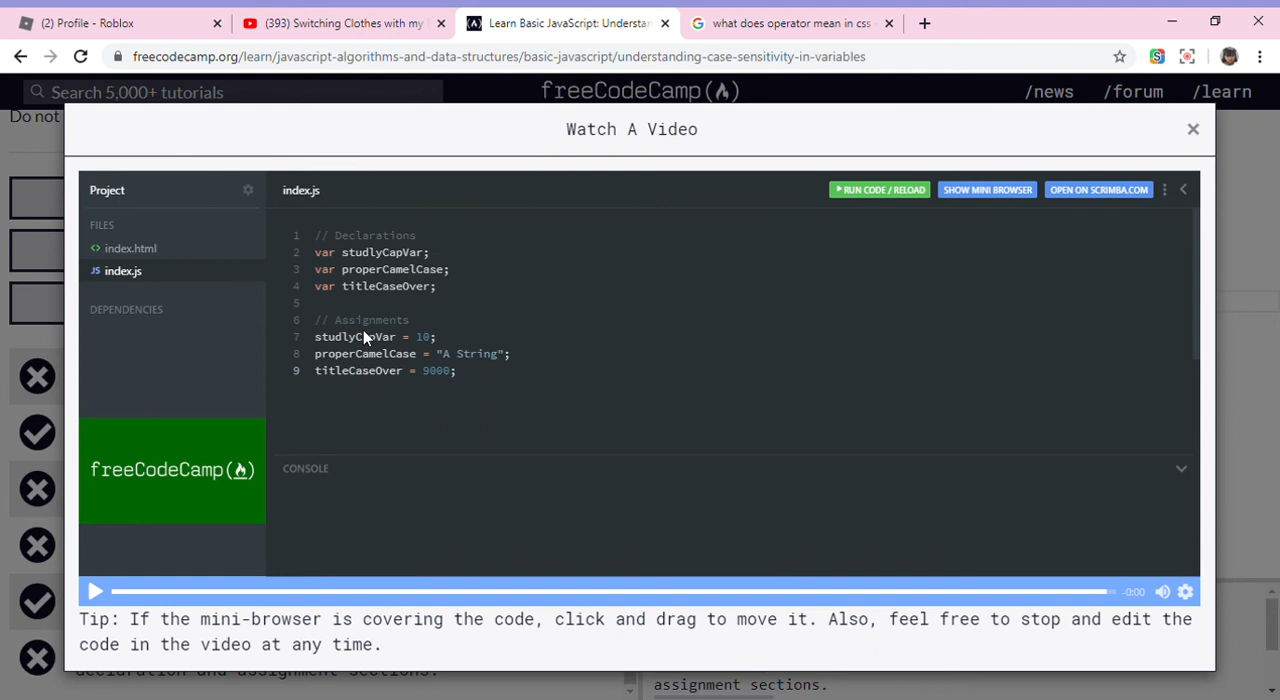 (2) Profile - Roblox
(393) Switching Clothes with my
Learn Basic JavaScript: Understan
what does operator mean in css
freecodecamp.org/learn/javascript-algorithms-and-data-structures/basic-javascript/understanding-case-sensitivity-in-variables
Search 5,000+ tutorials
freeCodeCamp
/news
/forum
/learn
Do not
Watch A Video
Project
index.js
RUN CODE / RELOAD
SHOW MINI BROWSER
OPEN ON SCRIMBA.COM
FILES
<> index.html
JS index.js
DEPENDENCIES
1 // Declarations
2 var studlyCapVar;
3 var properCamelCase;
4 var titleCaseOver;
5
6 // Assignments
7 studlyCapVar = 10;
8 properCamelCase = "A String";
9 titleCaseOver = 9000;
freeCodeCamp
CONSOLE
-0:00
Tip: If the mini-browser is covering the code, click and drag to move it. Also, feel free to stop and edit the
code in the video at any time.
declaration and assignment sections.
assignment sections.